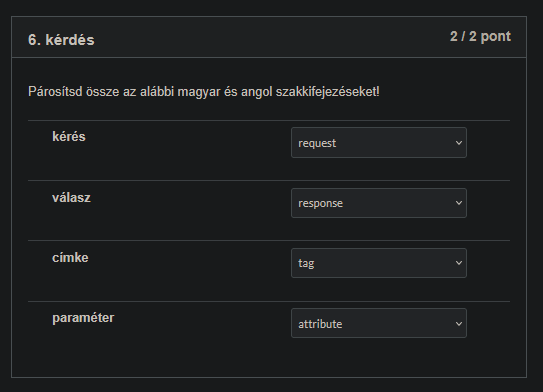 6. kérdés
2 / 2 pont
Párosítsd össze az alábbi magyar és angol szakkifejezéseket!
kérés
request
válasz
response
címke
tag
paraméter
attribute